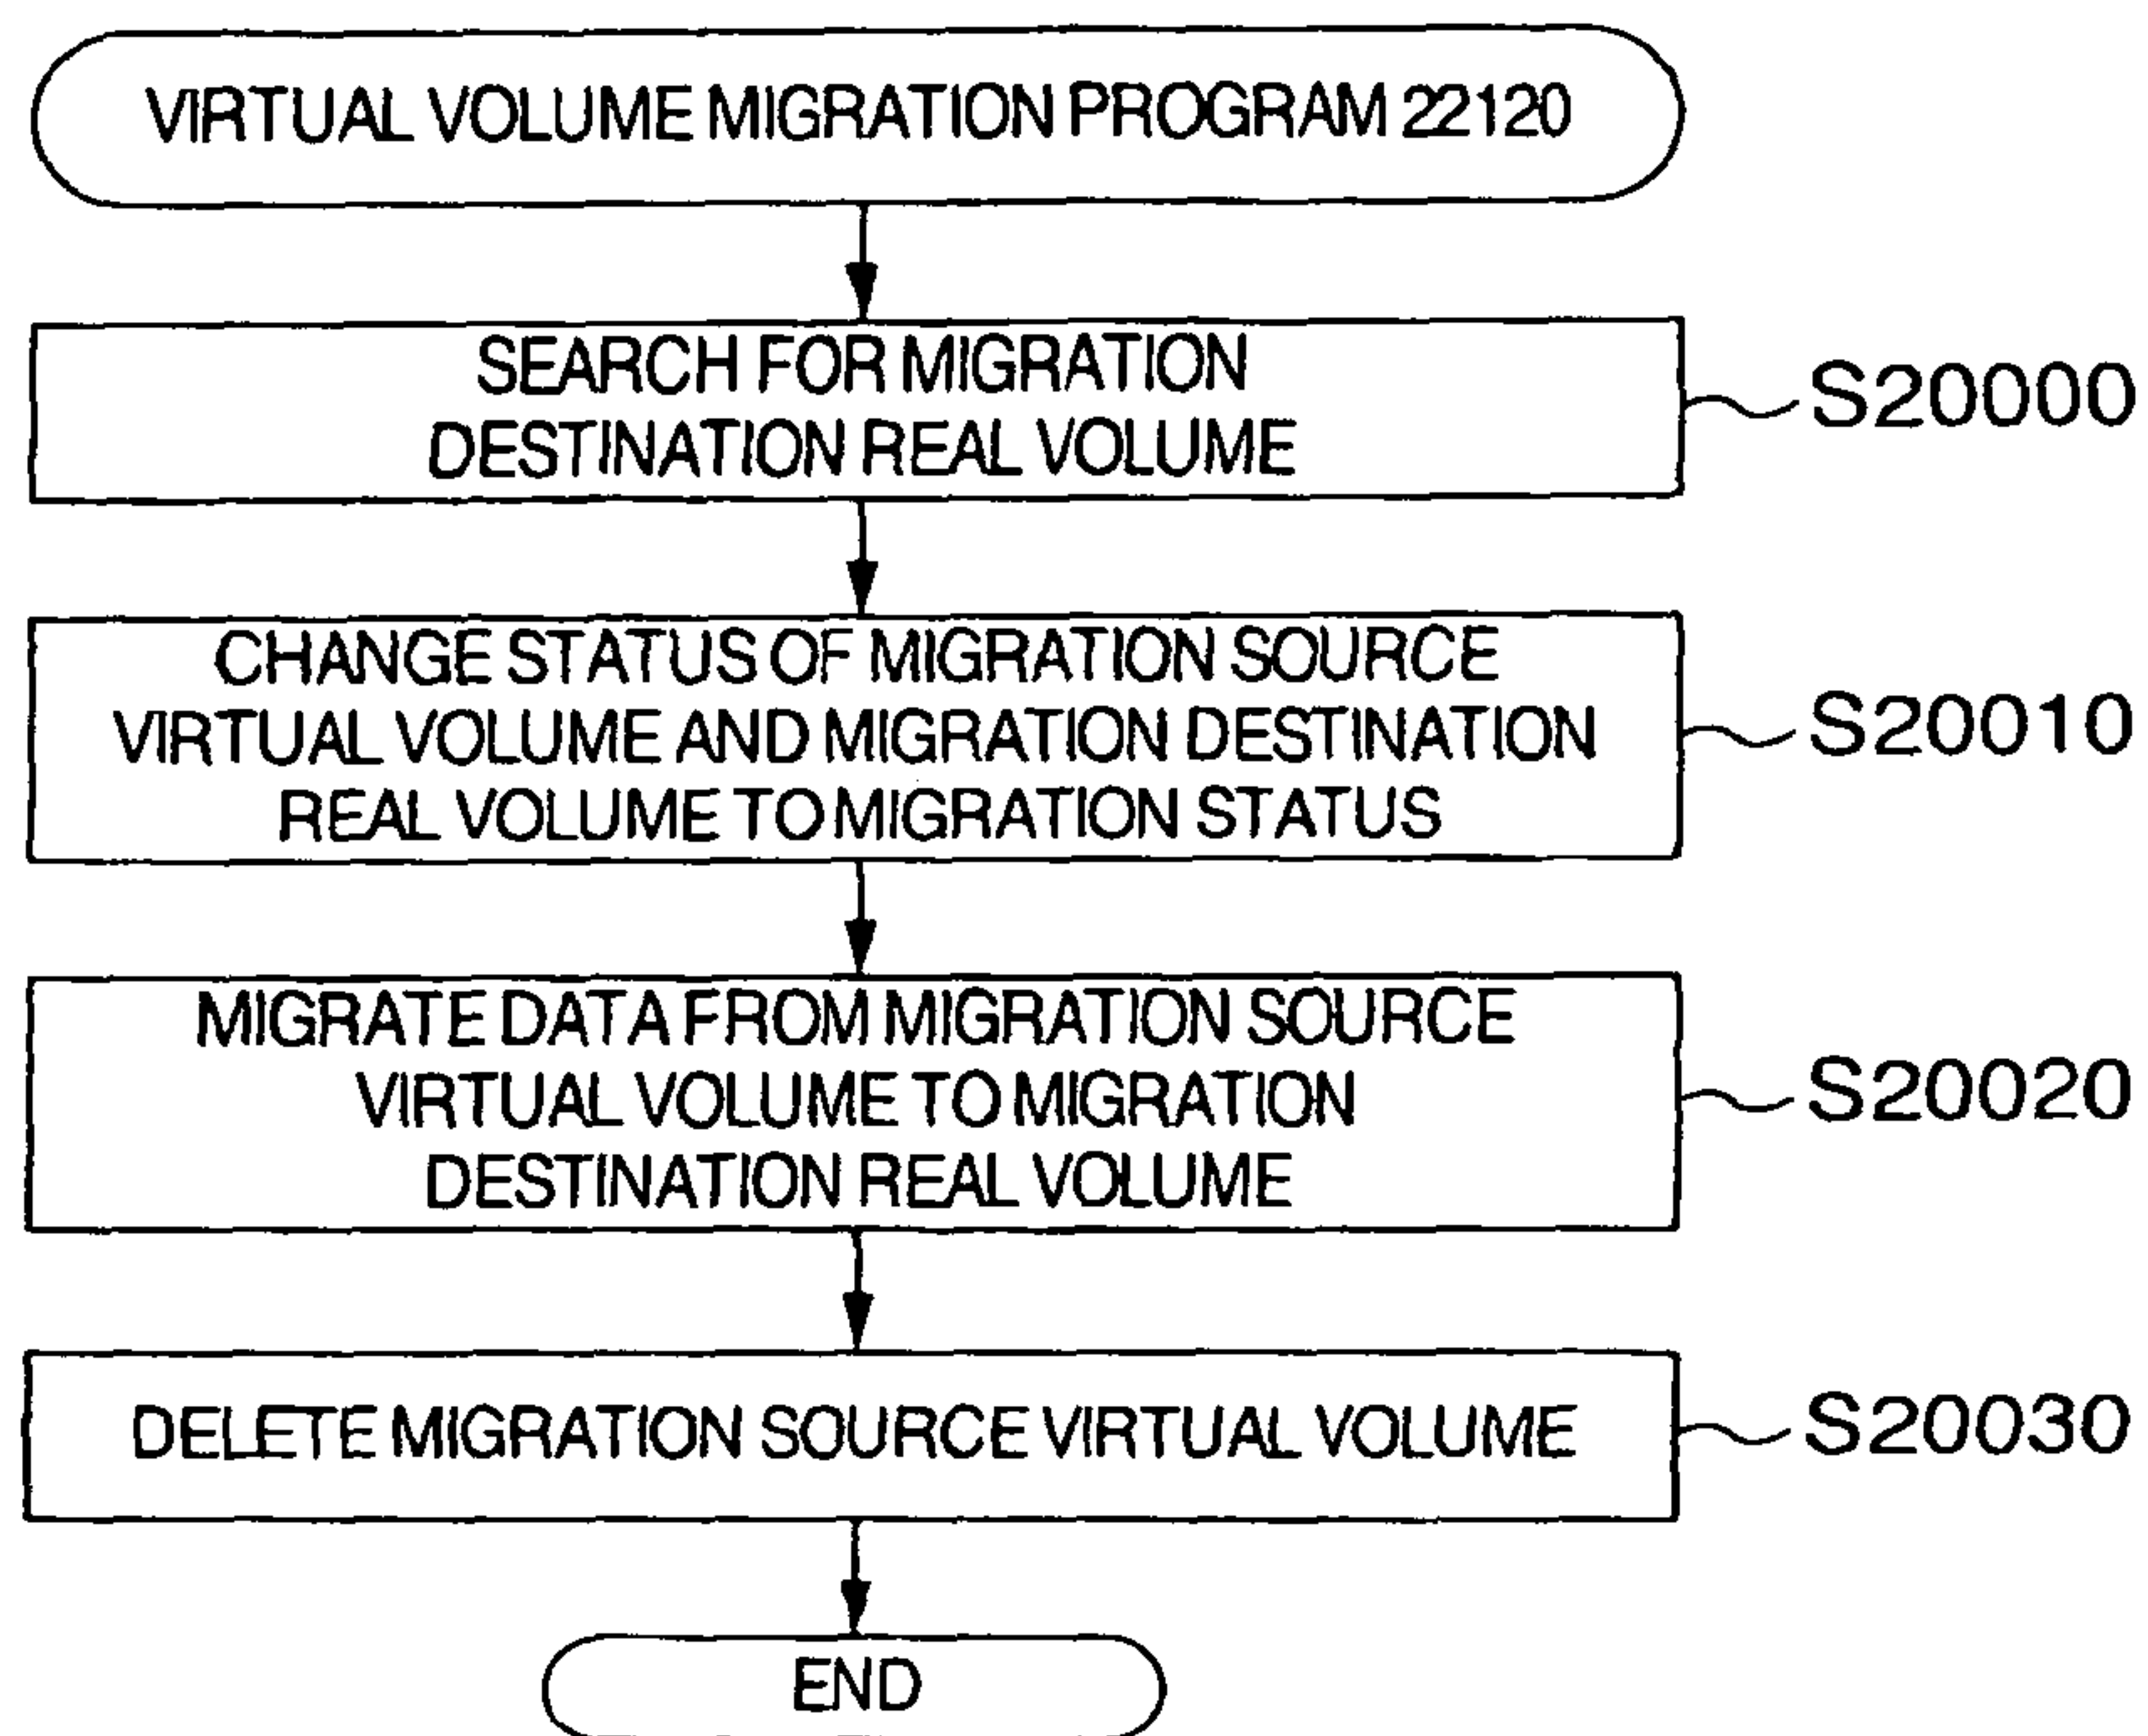 VIRTUAL VOLUME MIGRATION PROGRAM 22120
SEARCH FOR MIGRATION
DESTINATION REAL VOLUME
S20000
CHANGE STATUS OF MIGRATION SOURCE
VIRTUAL VOLUME AND MIGRATION DESTINATION
REAL VOLUME TO MIGRATION STATUS
S20010
MIGRATE DATA FROM MIGRATION SOURCE
VIRTUAL VOLUME TO MIGRATION
DESTINATION REAL VOLUME
S20020
DELETE MIGRATION SOURCE VIRTUAL VOLUME
S20030
END